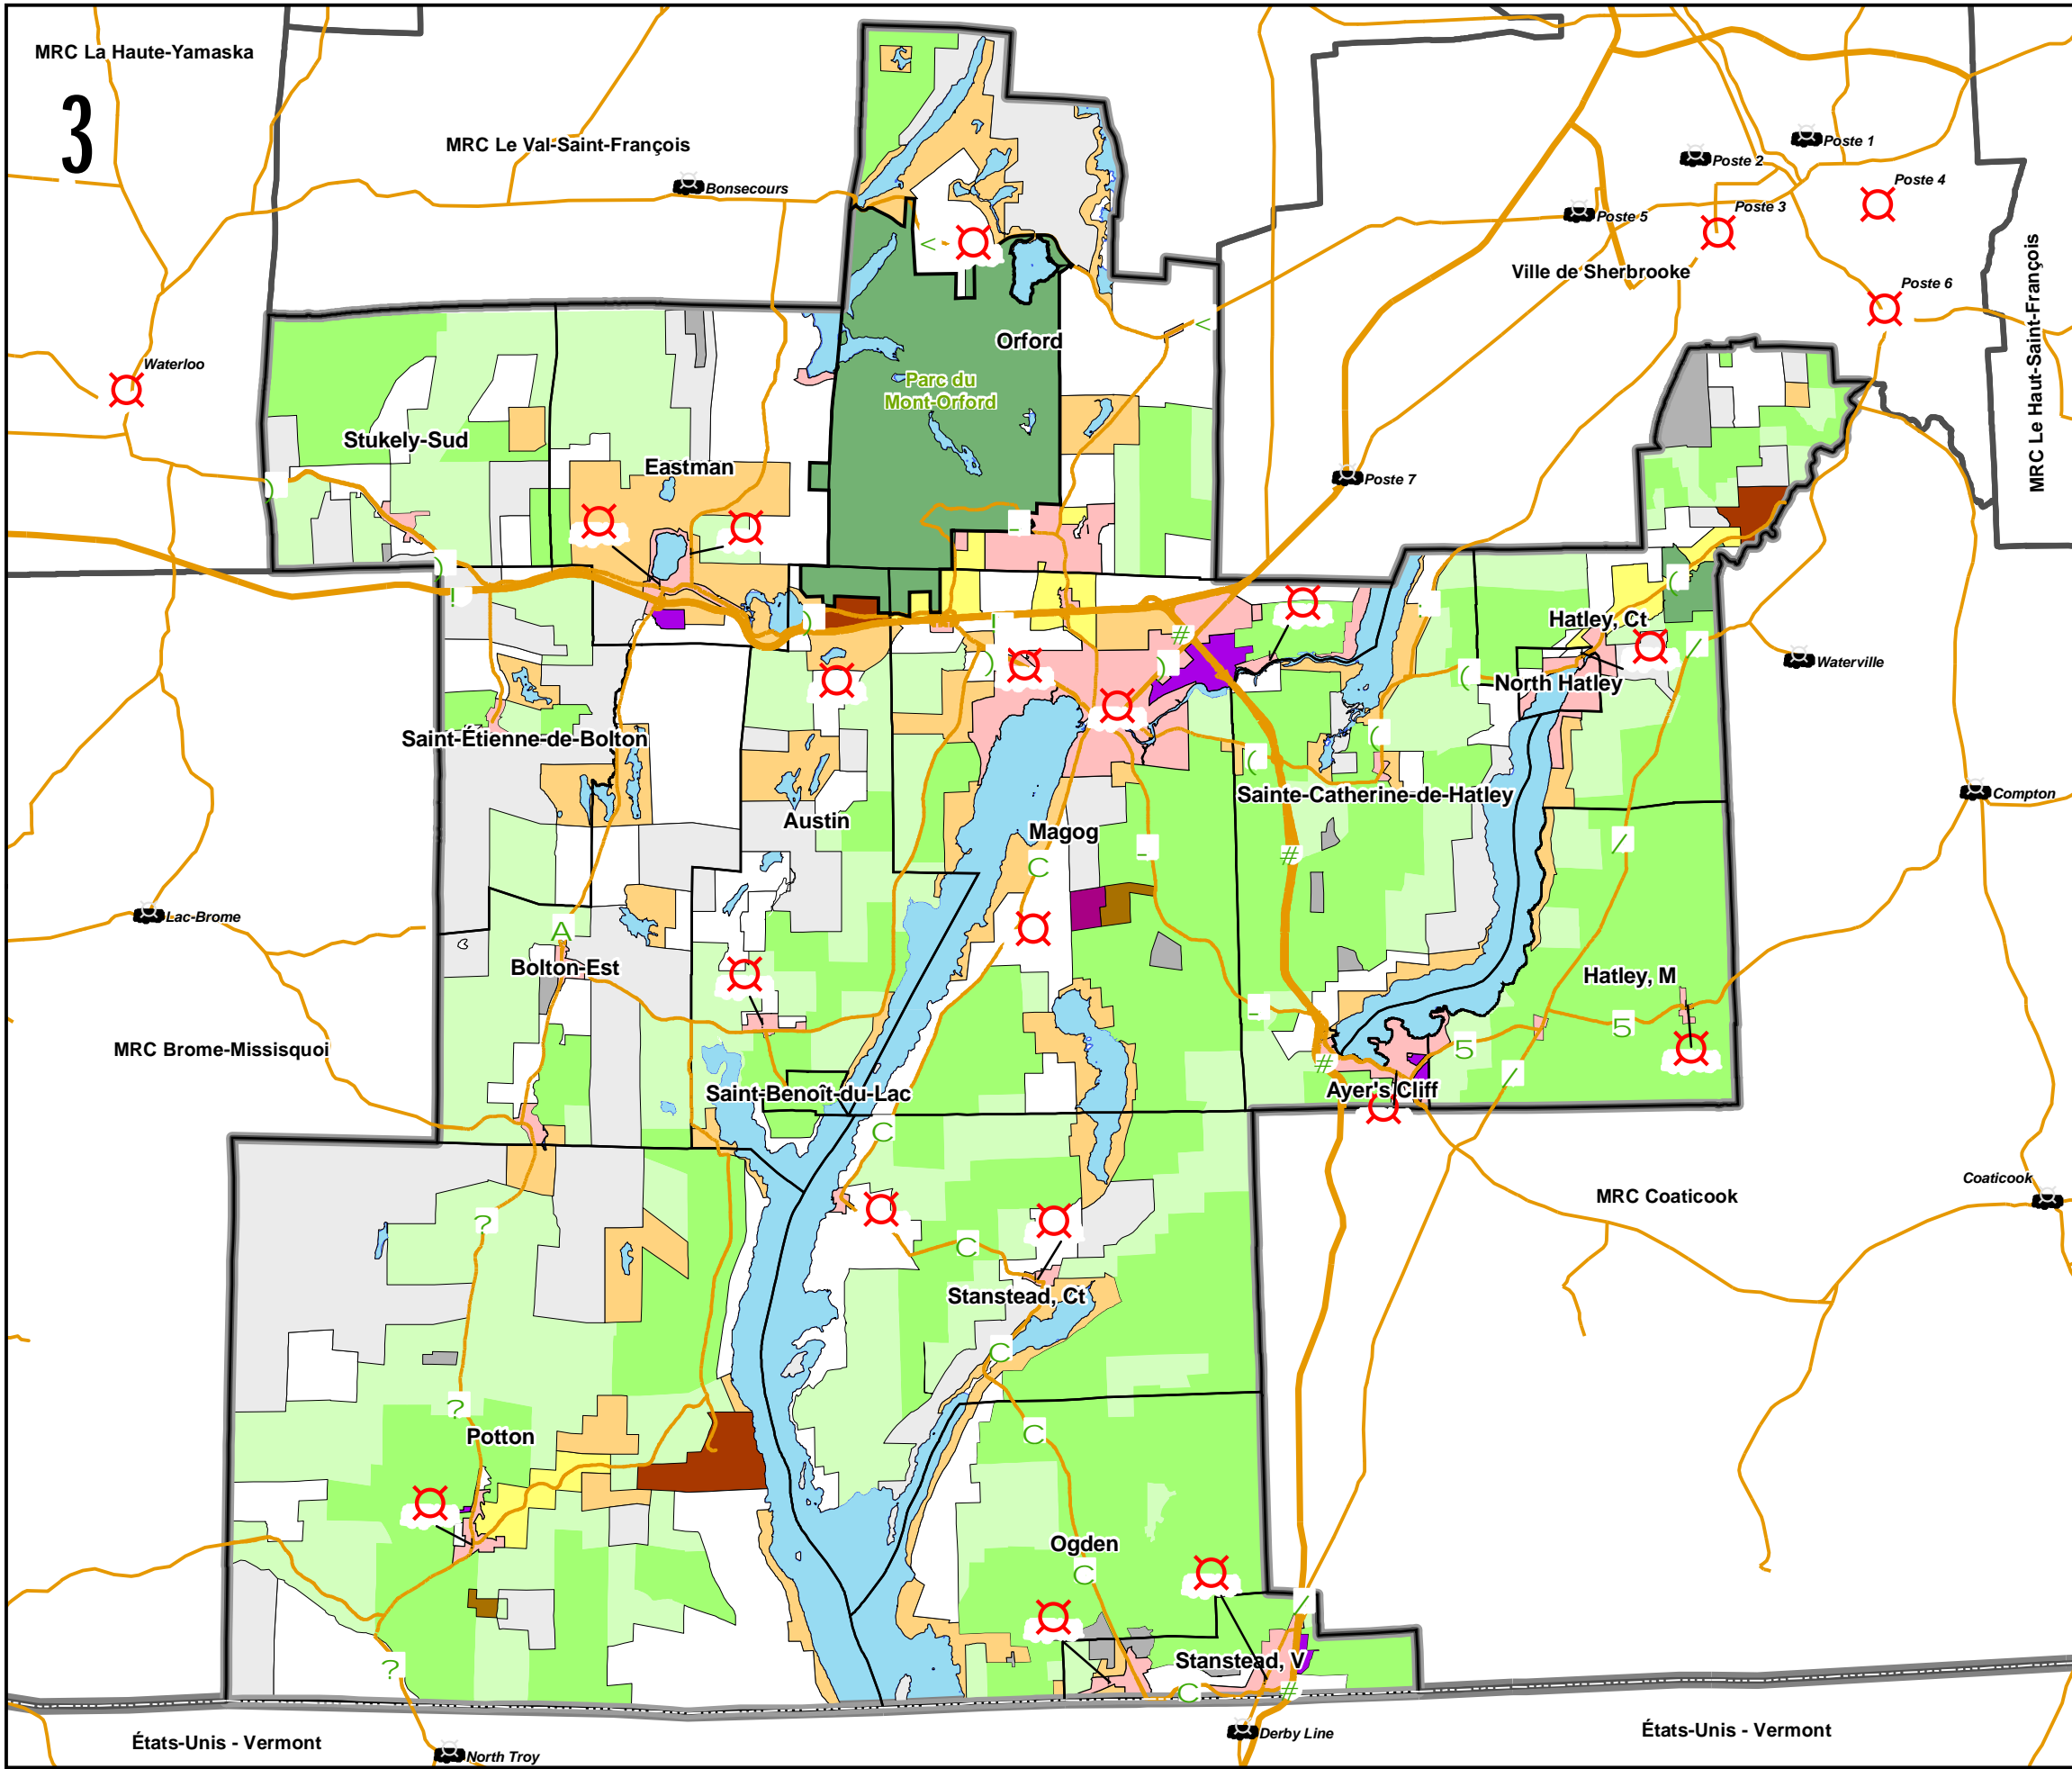 MRC La Haute-Yamaska
3
MRC Le Val-Saint-François
Bonsecours
Poste 1
Poste 2
Poste 4
Poste 3
Poste 5
Ville de Sherbrooke
Poste 6
MRC Le Haut-Saint-François
Waterloo
Orford
Parc du
Mont-Orford
Stukely-Sud
Eastman
Poste 7
Hatley, Ct
Waterville
North Hatley
Saint-Étienne-de-Bolton
Sainte-Catherine-de-Hatley
Compton
Austin
Magog
Lac-Brome
Bolton-Est
Hatley, M
MRC Brome-Missisquoi
Saint-Benoît-du-Lac
Ayer's Cliff
Coaticook
MRC Coaticook
Stanstead, Ct
Potton
Ogden
Stanstead, V
États-Unis - Vermont
North Troy
Derby Line
États-Unis - Vermont